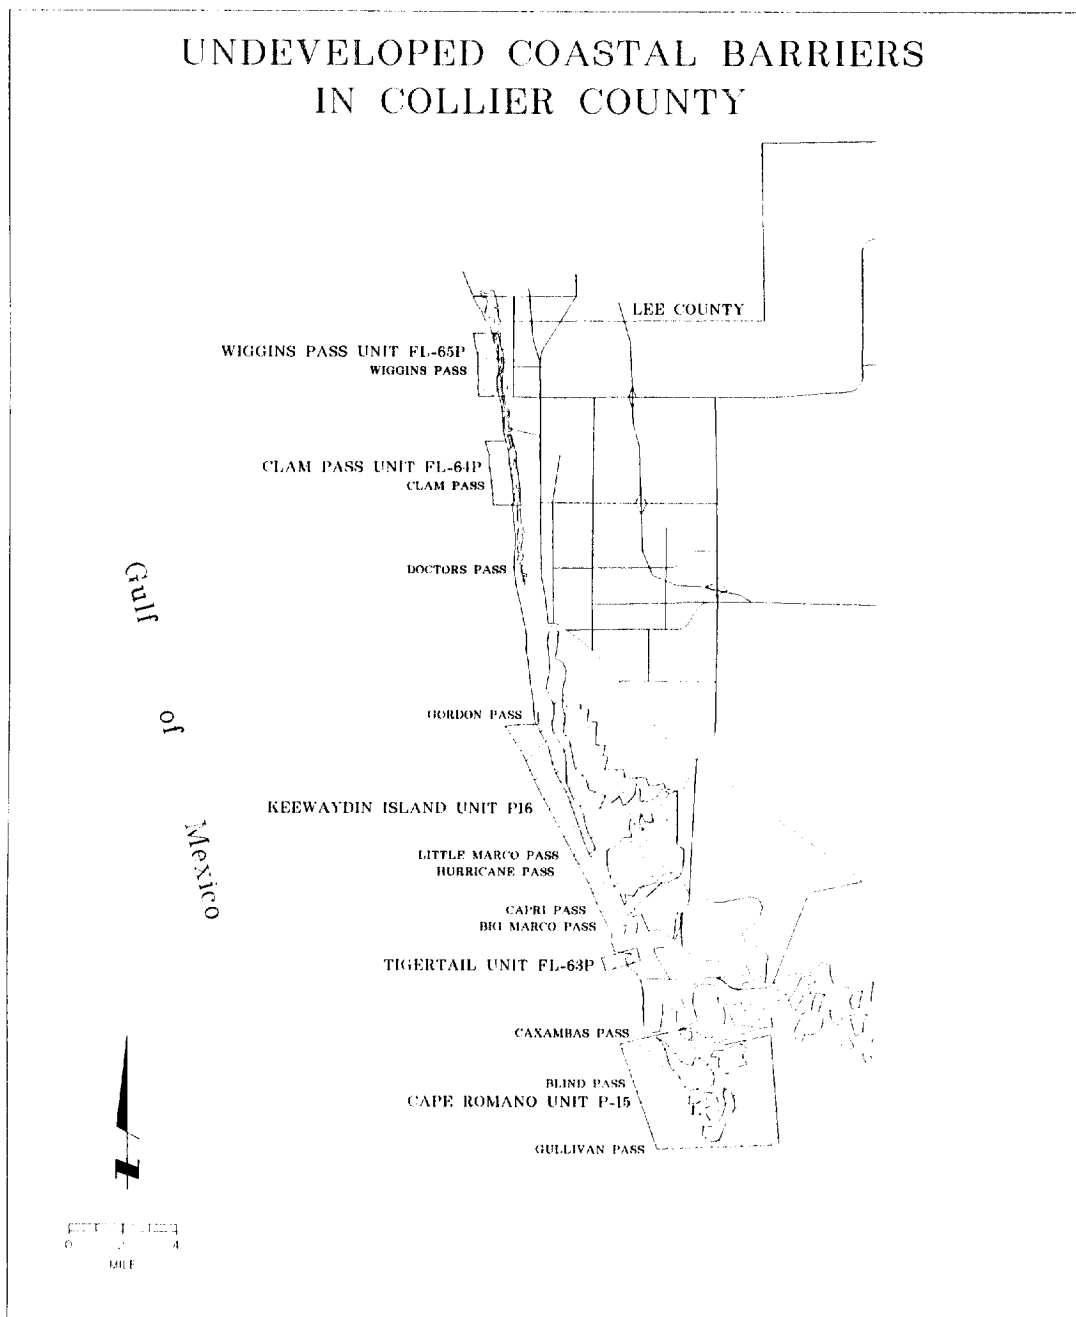 UNDEVELOPED COASTAL BARRIERS
IN COLLIER COUNTY
LEE COUNTY
WIGGINS PASS UNIT FL-65P
WIGGINS PASS
CLAM PASS UNIT FL-64P
CLAM PASS
DOCTORS PASS
Gulf
of
Mexico
GORDON PASS
KEEWAYDIN ISLAND UNIT P16
LITTLE MARCO PASS
HURRICANE PASS
CAPRI PASS
BIG MARCO PASS
TIGERTAIL UNIT FL-63P
CAXAMBAS PASS
BLIND PASS
CAPE ROMANO UNIT P-15
GULLIVAN PASS
0 2 4
MILE